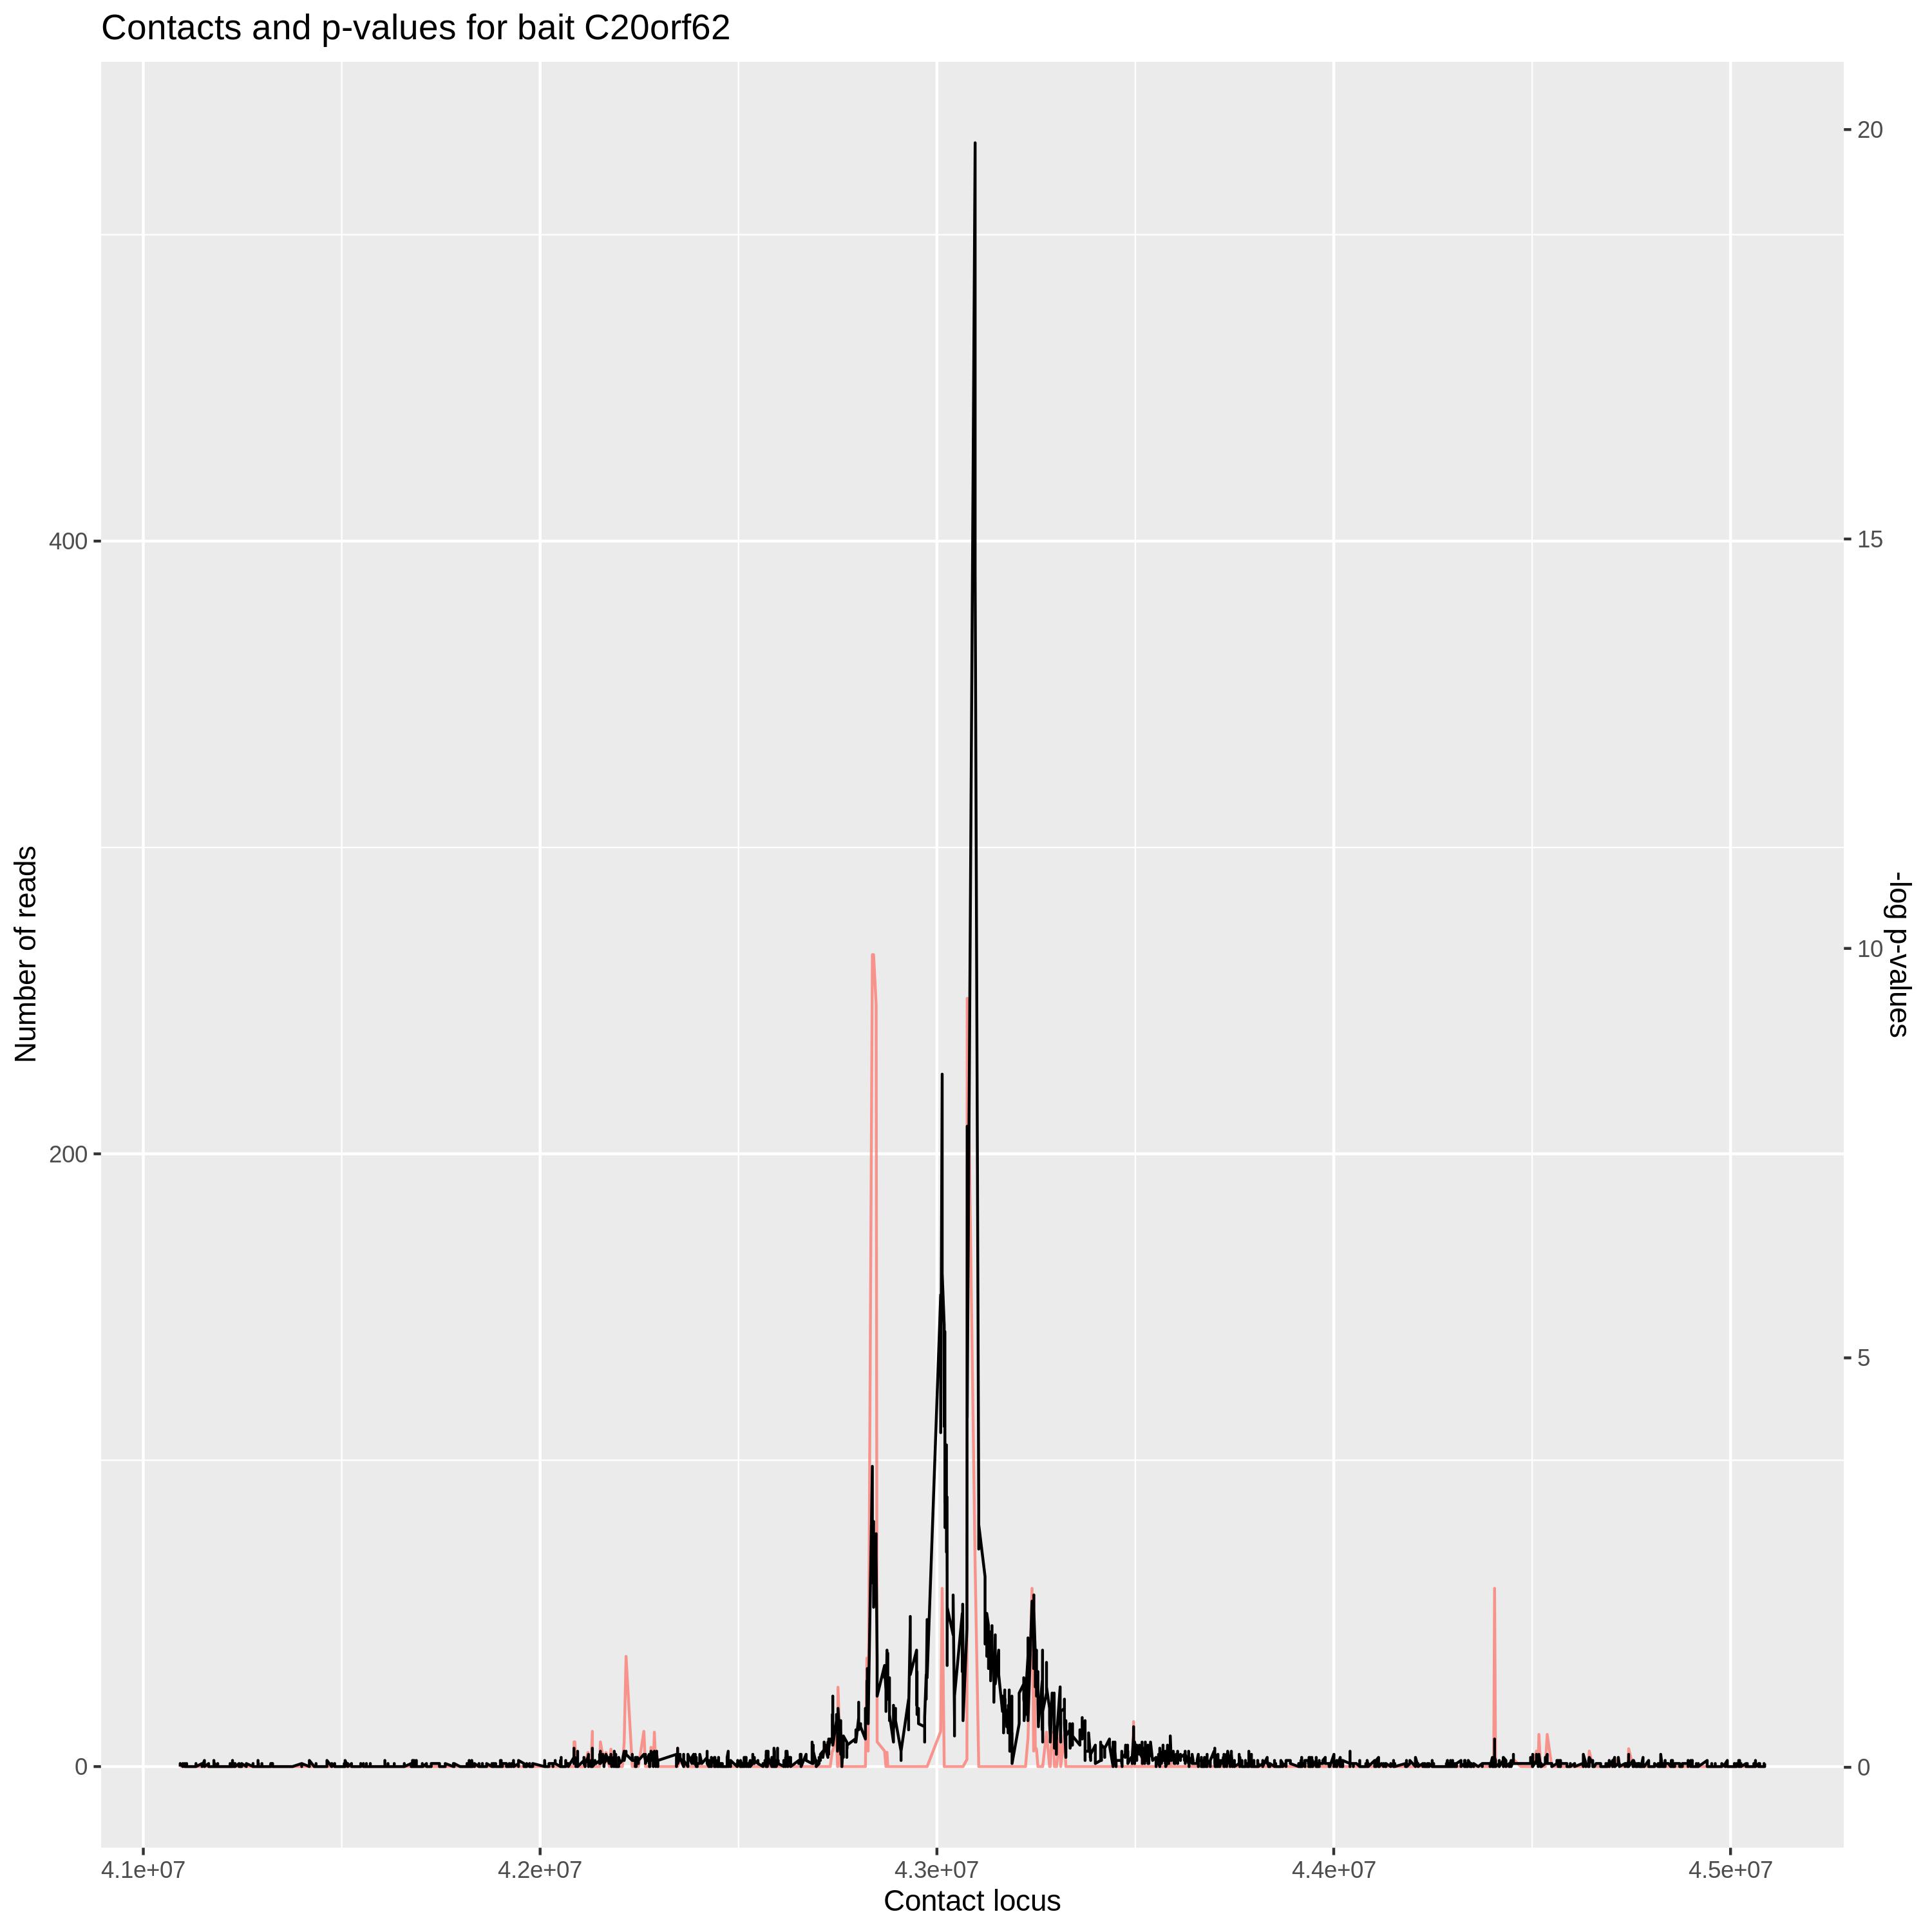 Contacts and p-values for bait C20orf62
Number of reads
400
200
0
20
15
10
5
0
-log p-values
4.1e+07 4.2e+07 4.3e+07 4.4e+07 4.5e+07
Contact locus